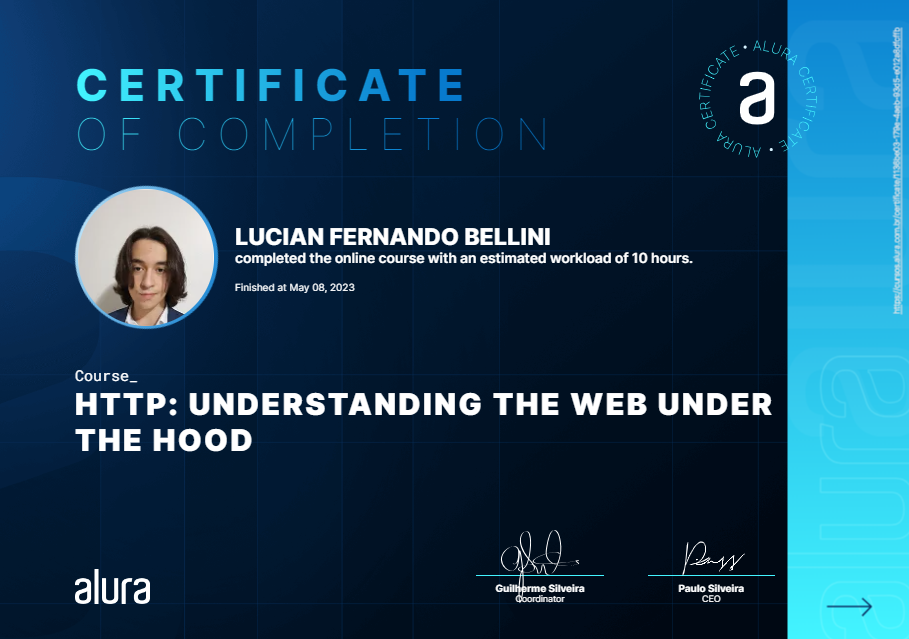 CERTIFICATE
OF COMPLETION
ALURA CERTIFICATE • ALURA CERTIFICATE •
a
LUCIAN FERNANDO BELLINI
completed the online course with an estimated workload of 10 hours.
Finished at May 08, 2023
Course_
HTTP: UNDERSTANDING THE WEB UNDER
THE HOOD
alura
Guilherme Silveira
Coordinator
Paulo Silveira
CEO
alura